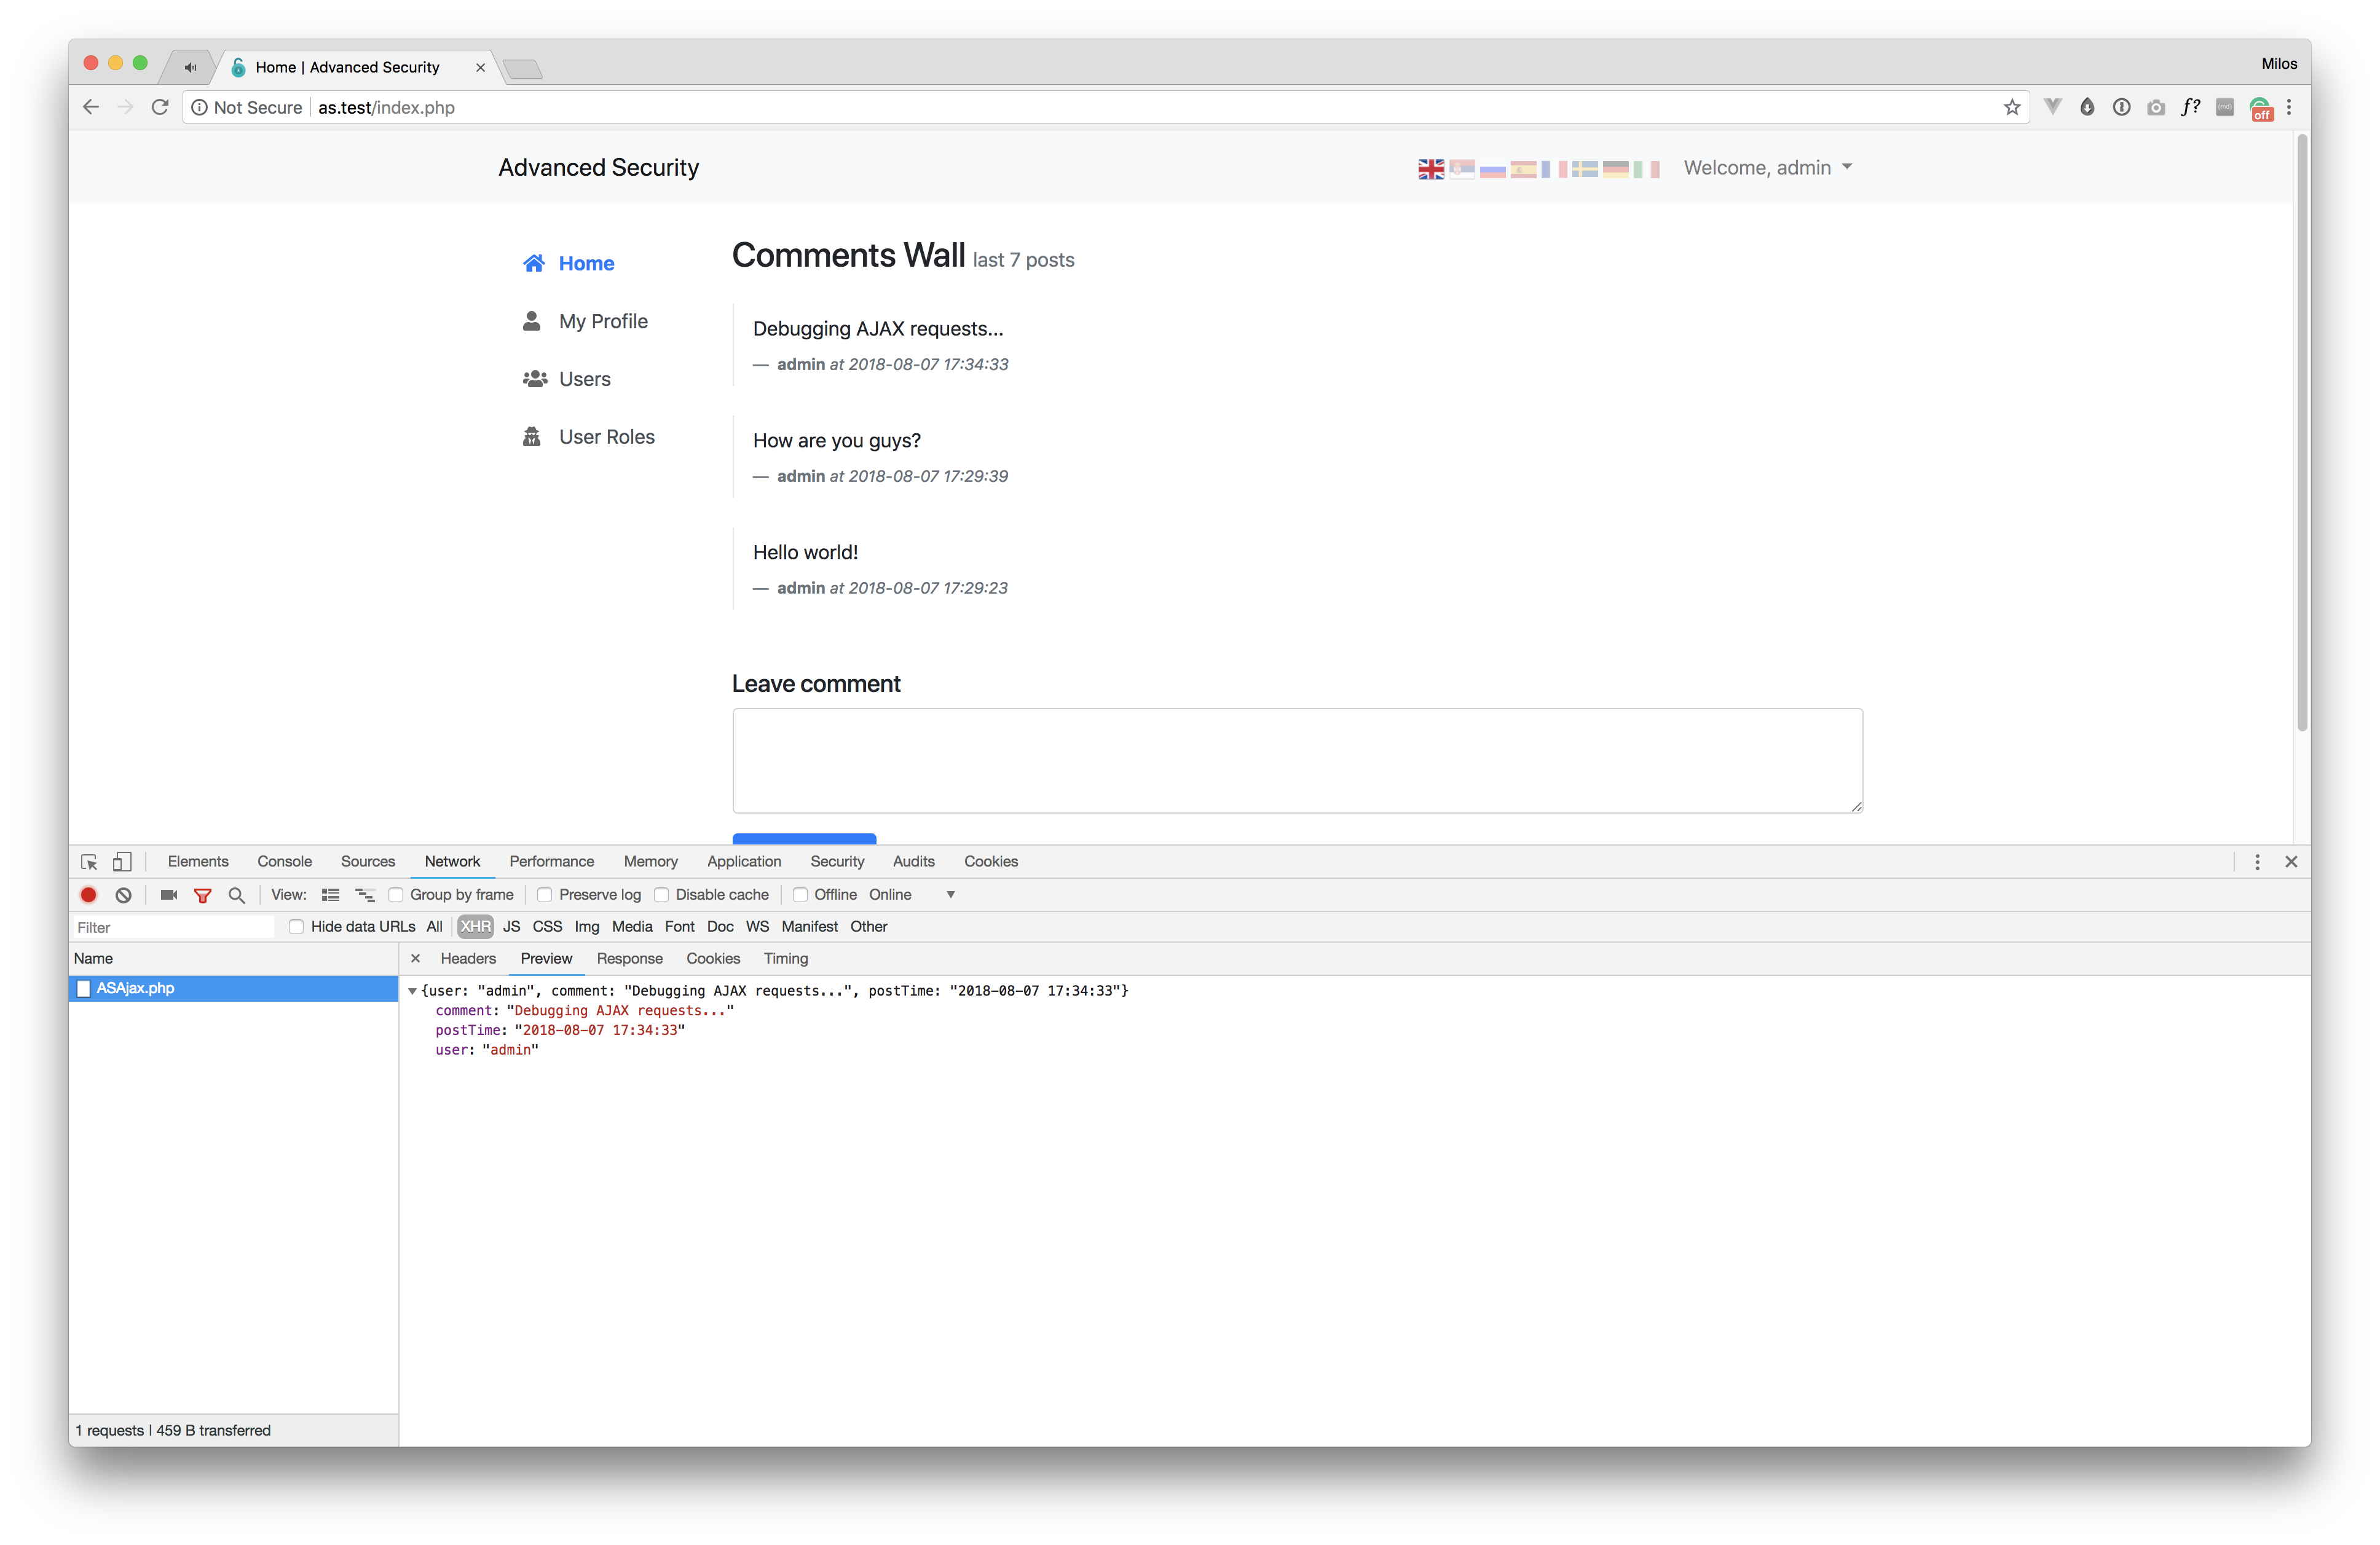 Home | Advanced Security
Milos
Not Secure | as.test/index.php
f?
off
Advanced Security
Welcome, admin
Home
My Profile
Users
User Roles
Comments Wall last 7 posts
Debugging AJAX requests...
— admin at 2018-08-07 17:34:33
How are you guys?
— admin at 2018-08-07 17:29:39
Hello world!
— admin at 2018-08-07 17:29:23
Leave comment
Elements Console Sources Network Performance Memory Application Security Audits Cookies
View: Group by frame Preserve log Disable cache Offline Online
Filter Hide data URLs All XHR JS CSS Img Media Font Doc WS Manifest Other
Name
Headers Preview Response Cookies Timing
ASAjax.php
{user: "admin", comment: "Debugging AJAX requests...", postTime: "2018-08-07 17:34:33"}
comment: "Debugging AJAX requests..."
postTime: "2018-08-07 17:34:33"
user: "admin"
1 requests | 459 B transferred